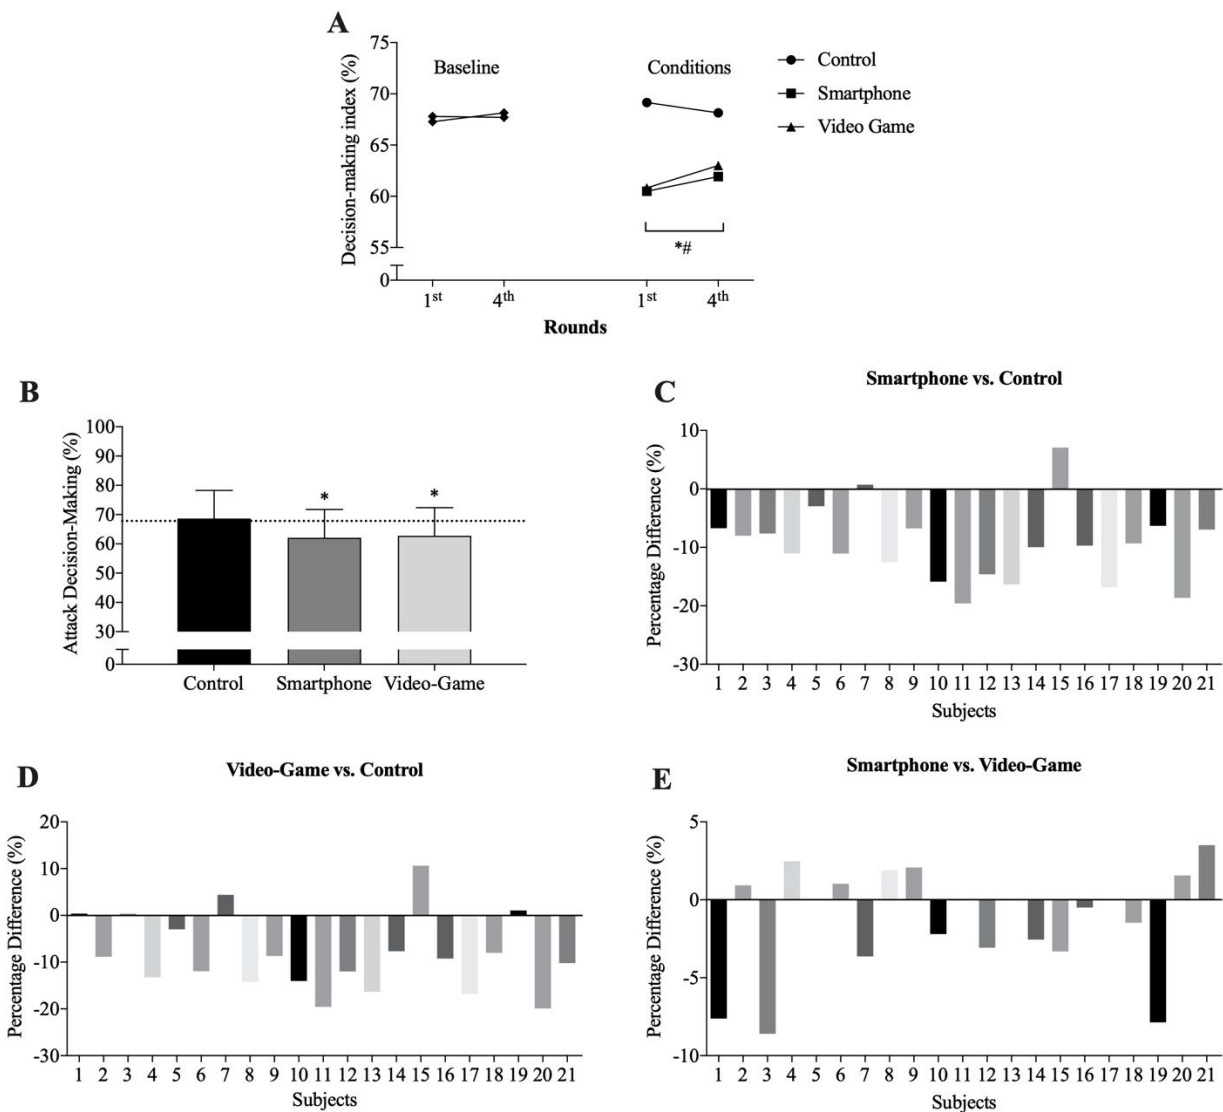 A
Decision-making index (%)
75
70
65
60
55
0
Baseline
Conditions
Control
Smartphone
Video Game
*#
1st
4th
1st
4th
Rounds
B
Attack Decision-Making (%)
100
90
80
70
60
50
40
30
0
*
*
Control
Smartphone
Video-Game
C
Smartphone vs. Control
Percentage Difference (%)
10
0
-10
-20
-30
1 2 3 4 5 6 7 8 9 10 11 12 13 14 15 16 17 18 19 20 21
Subjects
D
Video-Game vs. Control
Percentage Difference (%)
20
10
0
-10
-20
-30
1 2 3 4 5 6 7 8 9 10 11 12 13 14 15 16 17 18 19 20 21
Subjects
E
Smartphone vs. Video-Game
Percentage Difference (%)
5
0
-5
-10
1 2 3 4 5 6 7 8 9 10 11 12 13 14 15 16 17 18 19 20 21
Subjects